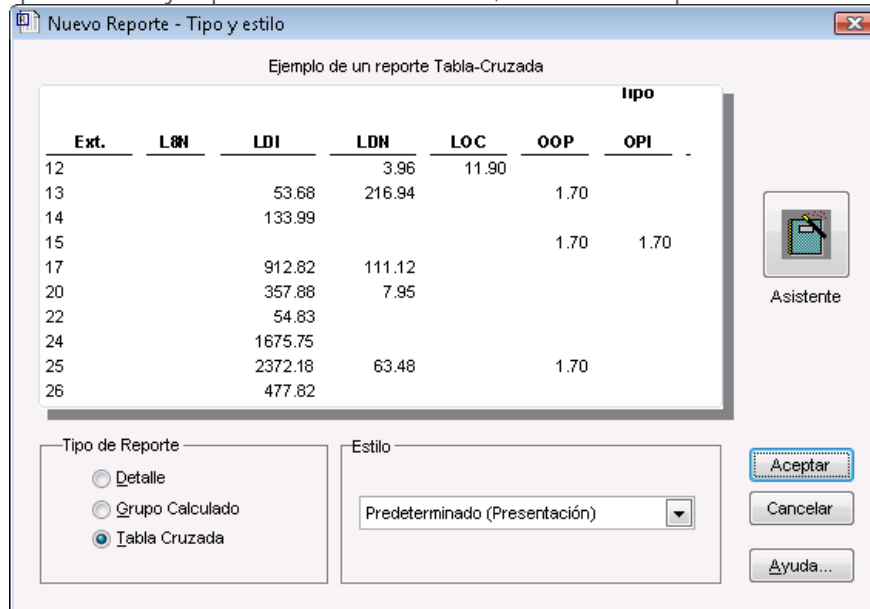 Nuevo Reporte - Tipo y estilo
Ejemplo de un reporte Tabla-Cruzada
Tipo
Ext. L8N LDI LDN LOC OOP OPI -
12 3.96 11.90
13 53.68 216.94 1.70
14 133.99
15 1.70 1.70
17 912.82 111.12
20 357.88 7.95
22 54.83
24 1675.75
25 2372.18 63.48 1.70
26 477.82
Asistente
Tipo de Reporte
Detalle
Grupo Calculado
Tabla Cruzada
Estilo
Predeterminado (Presentación)
Aceptar
Cancelar
Ayuda...